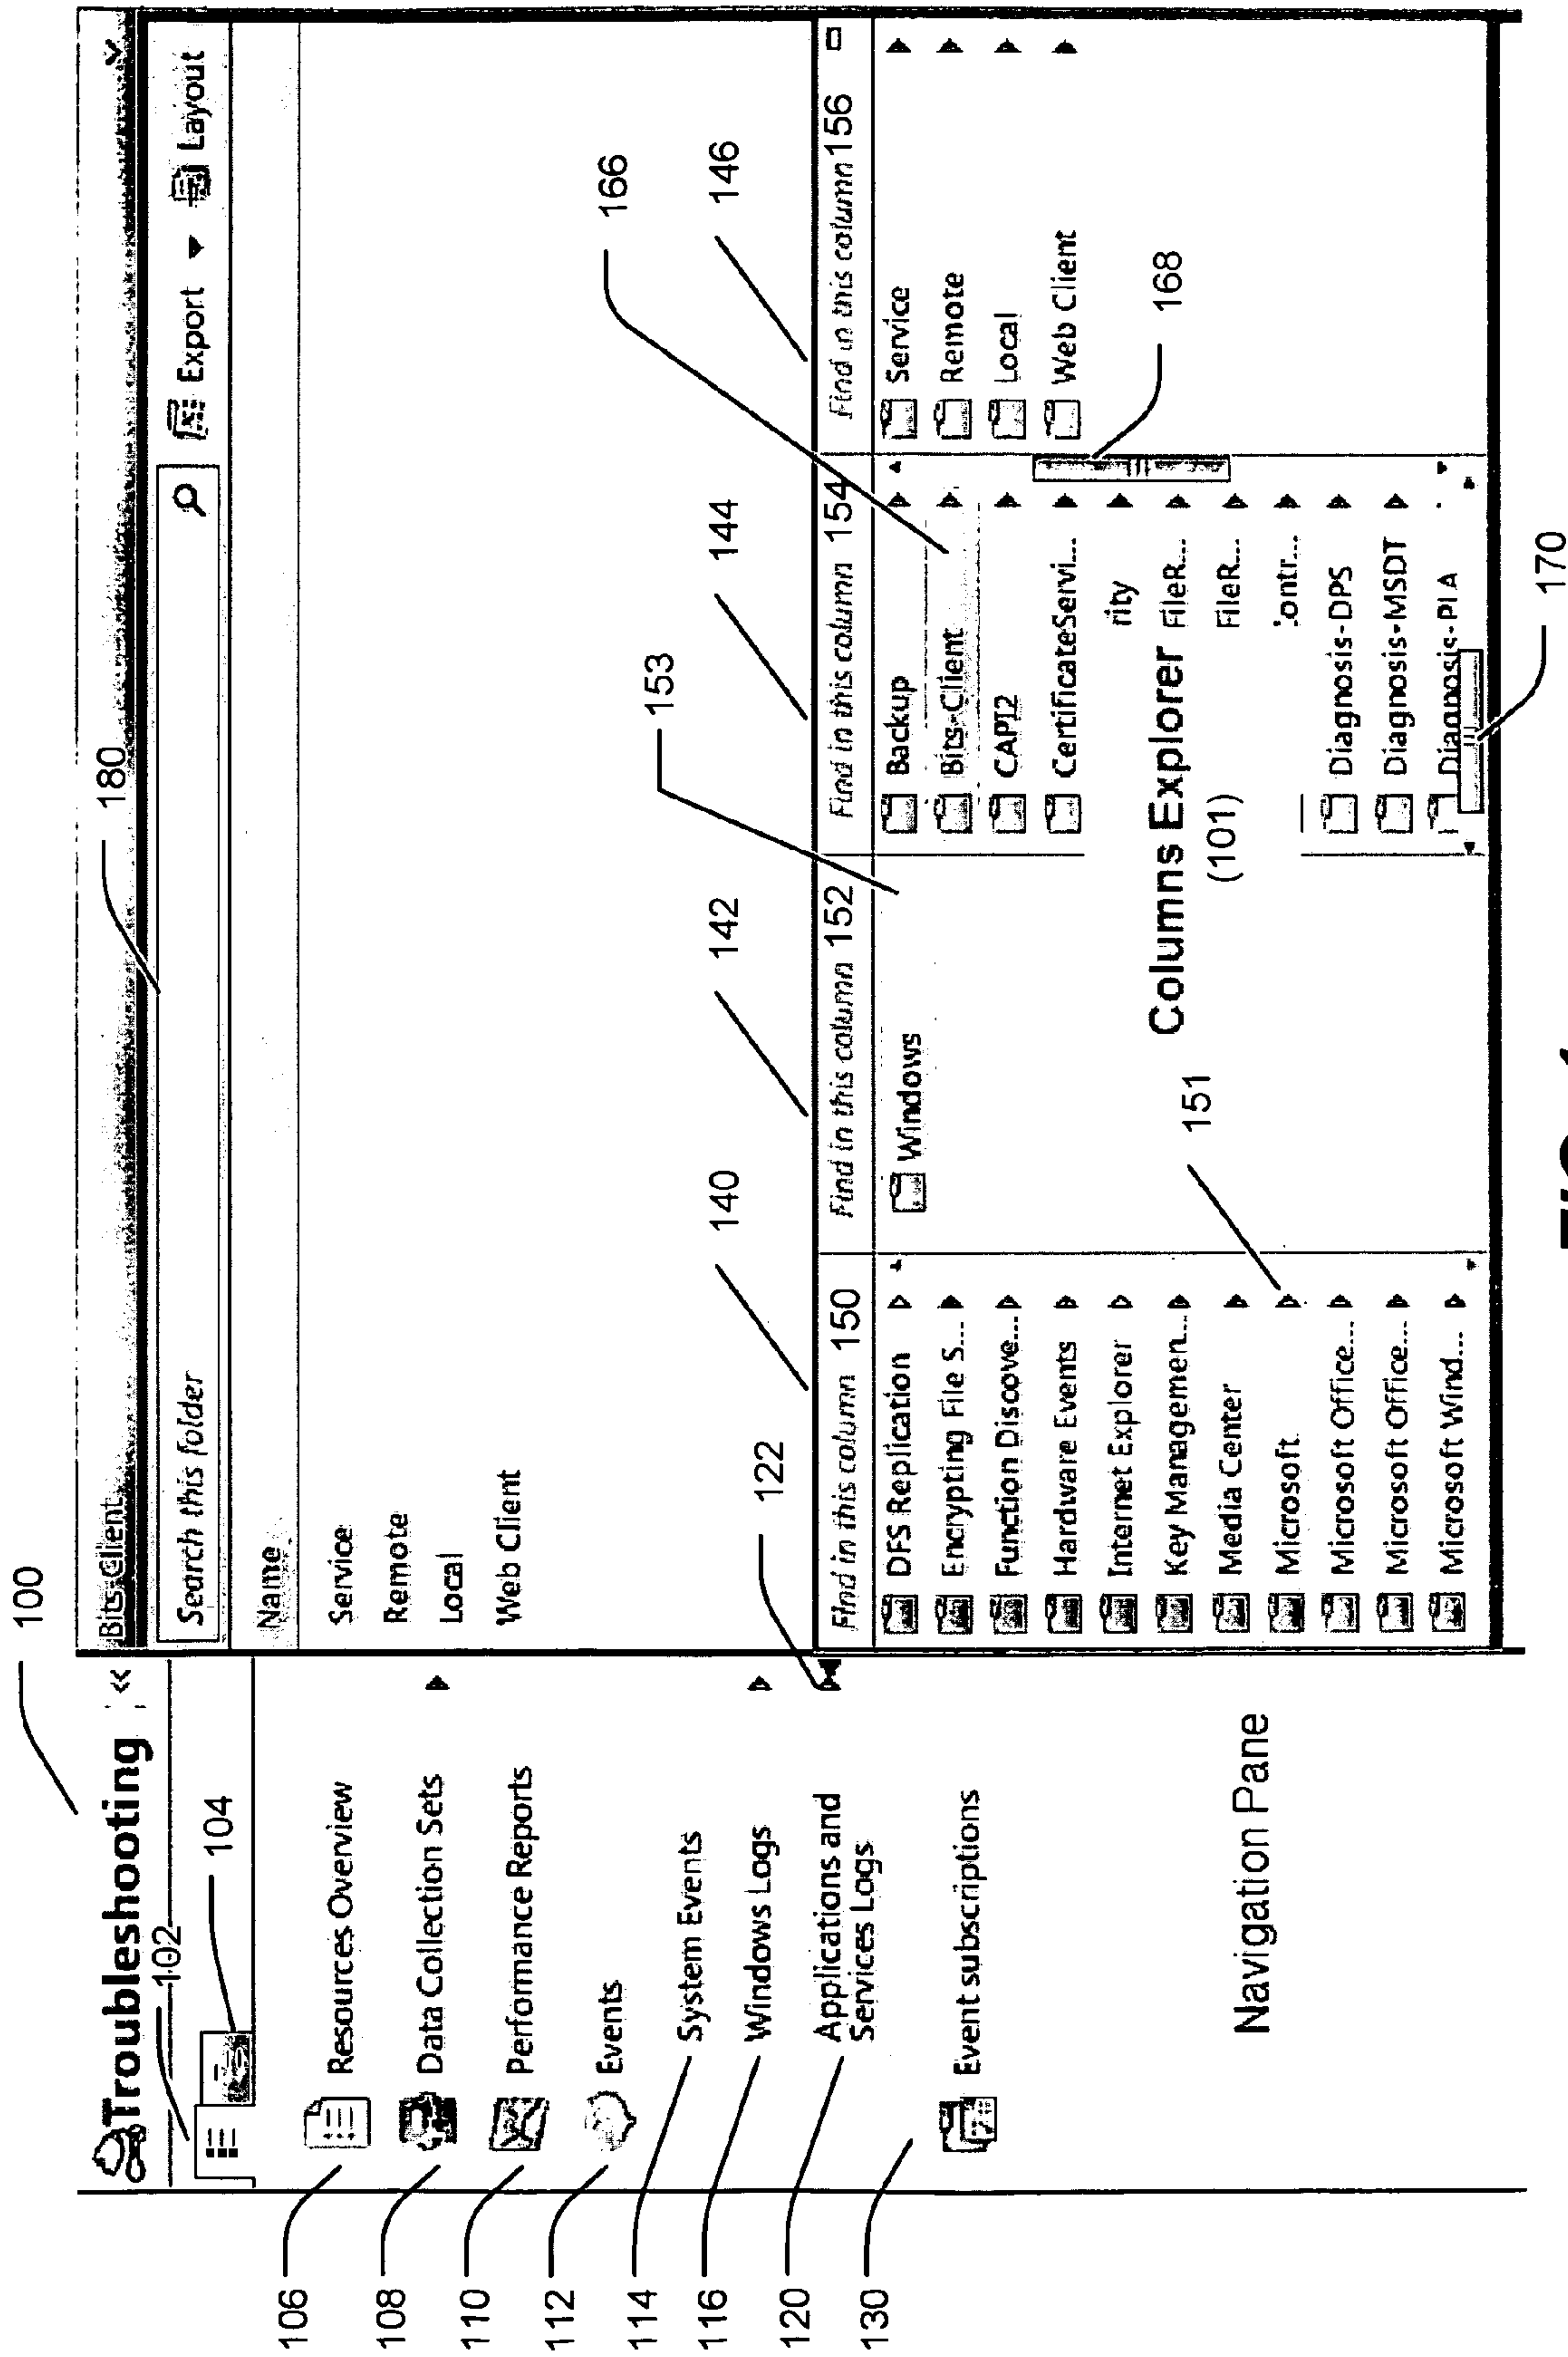 100
Troubleshooting «
102
104
106 Resources Overview
108 Data Collection Sets
110 Performance Reports
112 Events
114 System Events
116 Windows Logs
120 Applications and
Services Logs
122
130 Event subscriptions
Navigation Pane
Bits-Client
180
Search this folder
Export
Layout
Name
Service
Remote
Local
Web Client
140
142
144
146
153
166
Find in this column 150
Find in this column 152
Find in this column 154
Find in this column 156
DFS Replication
Encrypting File S...
Function Discove...
Hardware Events
Internet Explorer
Key Managemen...
Media Center
Microsoft
Microsoft Office...
Microsoft Office...
Microsoft Wind...
151
Windows
Columns Explorer
(101)
Backup
Bits-Client
CAPI2
CertificateServi...
rity
FileR...
FileR...
ontr...
Diagnosis-DPS
Diagnosis-MSDT
Diagnosis-PLA
168
170
Service
Remote
Local
Web Client